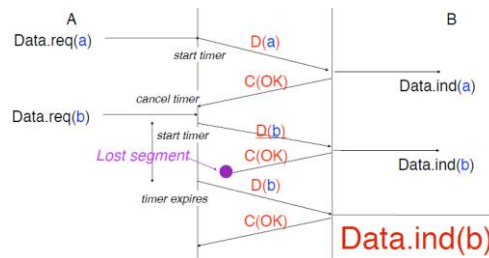 A
B
Data.req(a)
D(a)
start timer
C(OK)
Data.ind(a)
cancel timer
Data.req(b)
start timer
D(b)
Lost segment
C(OK)
Data.ind(b)
D(b)
timer expires
C(OK)
Data.ind(b)